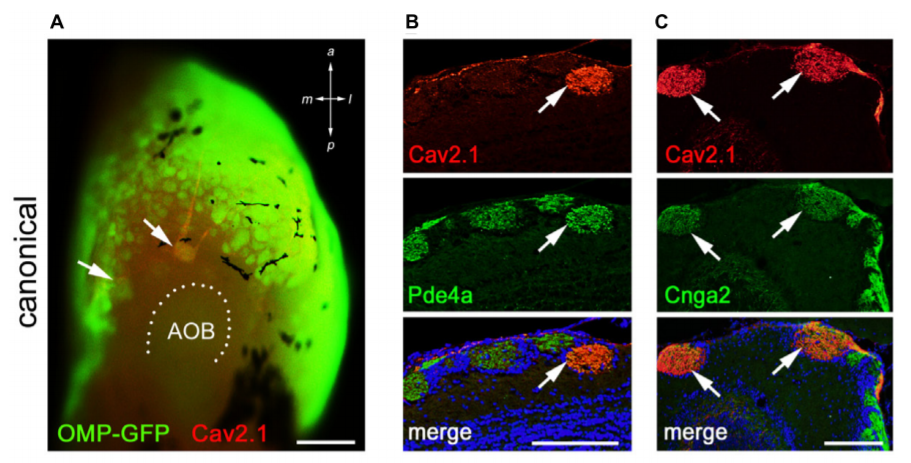 A
B
C
canonical
a
m l
p
AOB
OMP-GFP Cav2.1
Cav2.1
Pde4a
merge
Cav2.1
Cnga2
merge